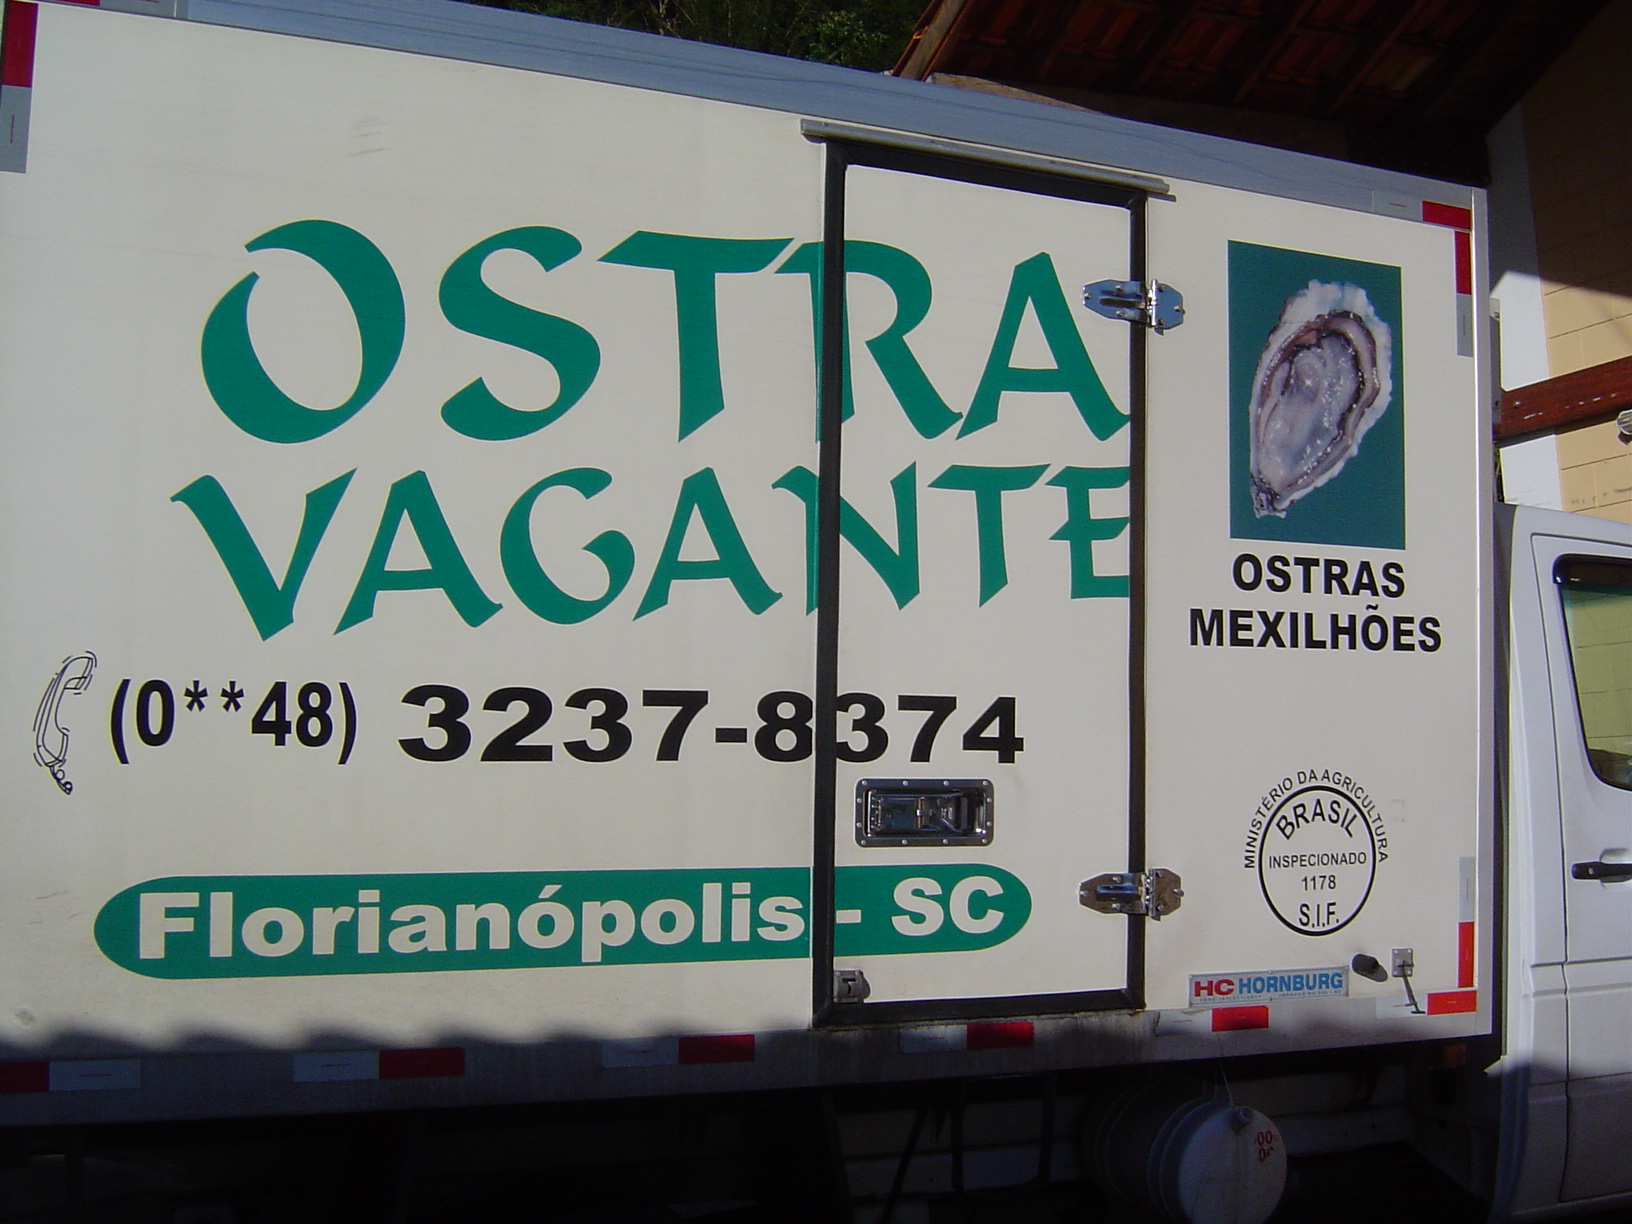 OSTRA
VAGANTE
(0**48) 3237-8374
Florianópolis - SC
OSTRAS
MEXILHÕES
MINISTÉRIO DA AGRICULTURA
BRASIL
INSPECIONADO
1178
S.I.F.
HC HORNBURG